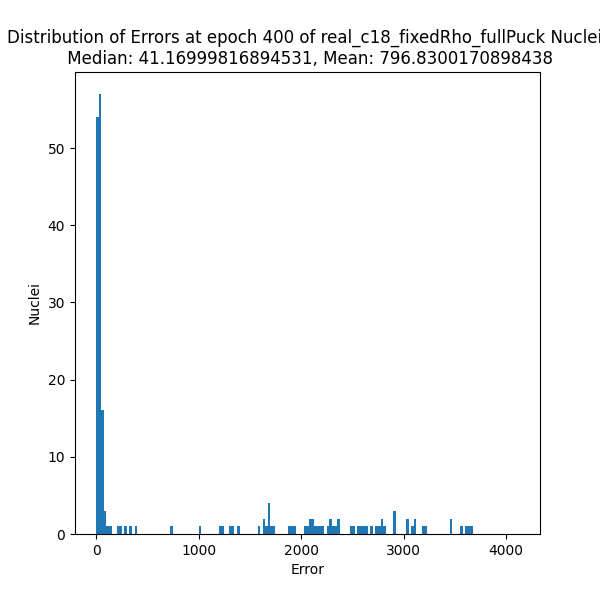 Distribution of Errors at epoch 400 of real_c18_fixedRho_fullPuck Nuclei
Median: 41.16999816894531, Mean: 796.8300170898438
50
40
30
20
10
0
Nuclei
0 1000 2000 3000 4000
Error